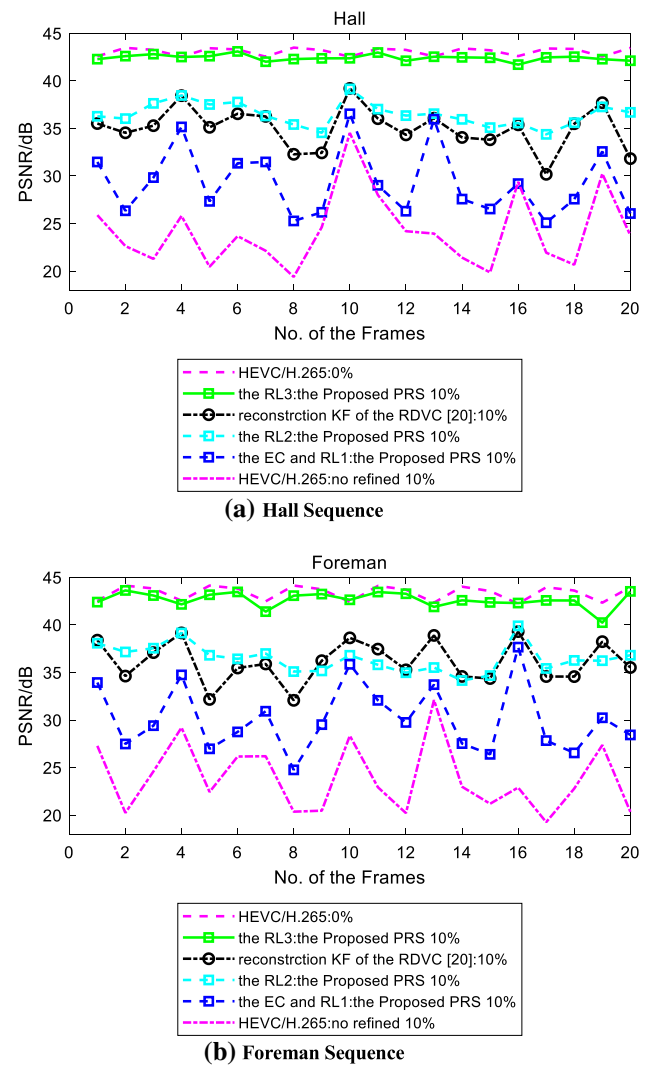 Hall
45
40
35
30
25
20
PSNR/dB
0 2 4 6 8 10 12 14 16 18 20
No. of the Frames
HEVC/H.265:0%
the RL3:the Proposed PRS 10%
reconstrction KF of the RDVC [20]:10%
the RL2:the Proposed PRS 10%
the EC and RL1:the Proposed PRS 10%
HEVC/H.265:no refined 10%
(a) Hall Sequence
Foreman
45
40
35
30
25
20
PSNR/dB
0 2 4 6 8 10 12 14 16 18 20
No. of the Frames
HEVC/H.265:0%
the RL3:the Proposed PRS 10%
reconstrction KF of the RDVC [20]:10%
the RL2:the Proposed PRS 10%
the EC and RL1:the Proposed PRS 10%
HEVC/H.265:no refined 10%
(b) Foreman Sequence